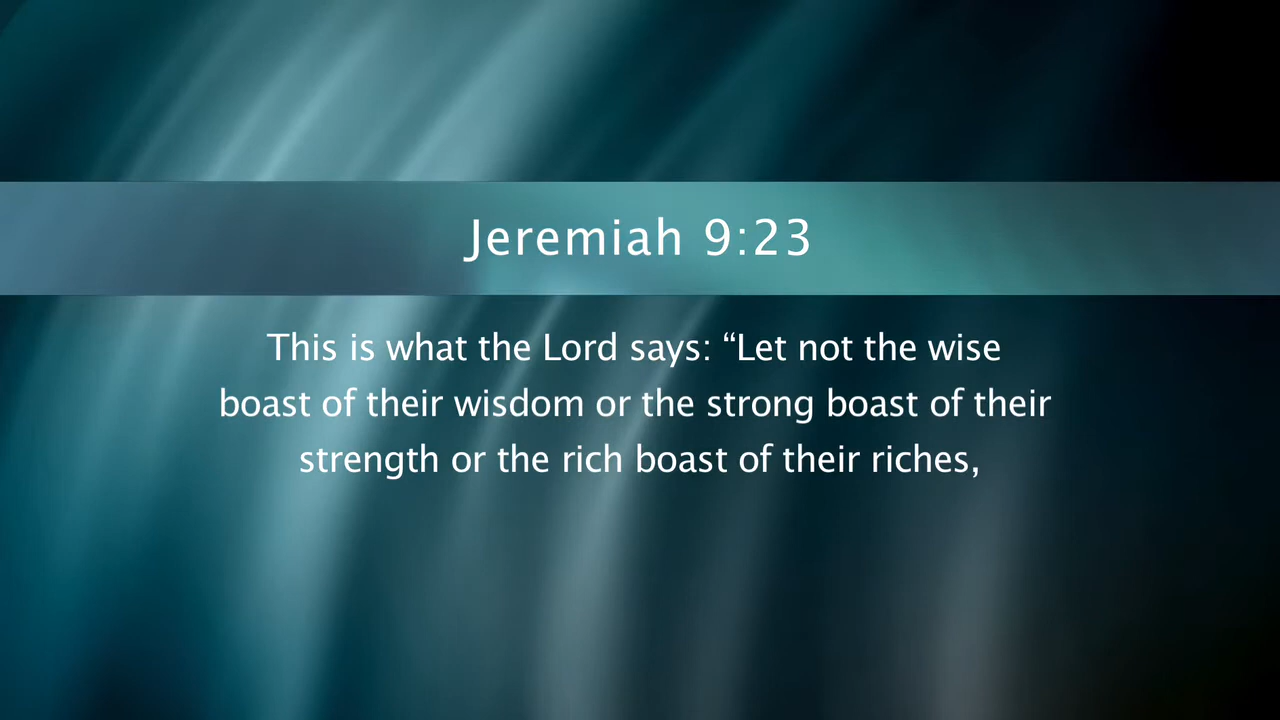 Jeremiah 9:23
This is what the Lord says: “Let not the wise
boast of their wisdom or the strong boast of their
strength or the rich boast of their riches,